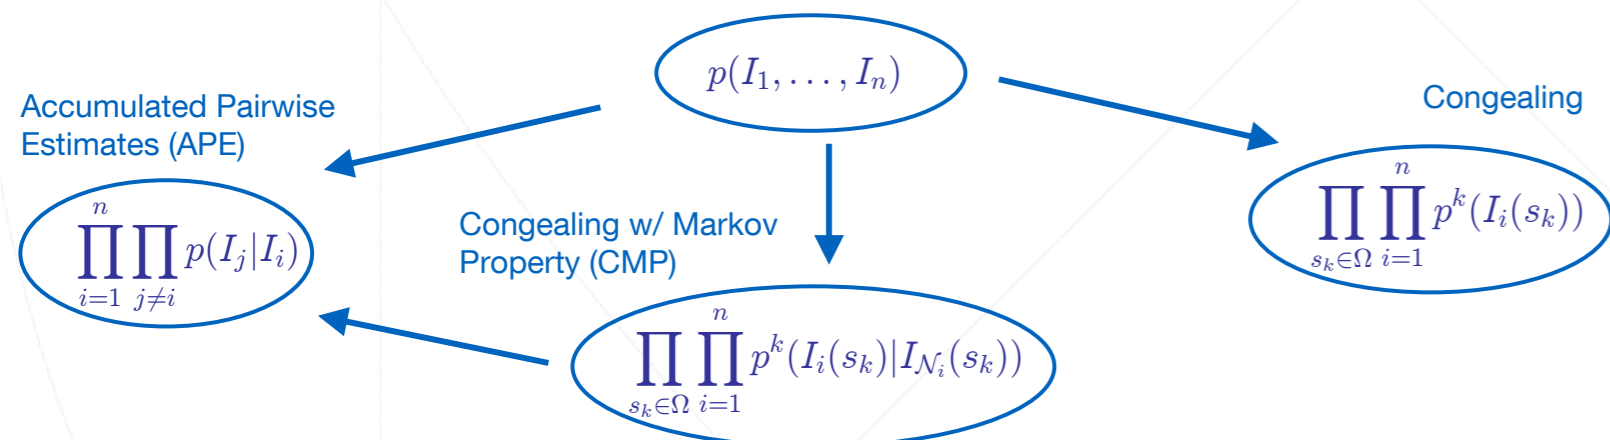 p(I_1, . . . , I_n)
Accumulated Pairwise
Estimates (APE)
\prod_{i=1}^{n} \prod_{j \neq i} p(I_j|I_i)
Congealing w/ Markov
Property (CMP)
\prod_{s_k \in \Omega} \prod_{i=1}^{n} p^k(I_i(s_k)|I_{\mathcal{N}_i}(s_k))
Congealing
\prod_{s_k \in \Omega} \prod_{i=1}^{n} p^k(I_i(s_k))